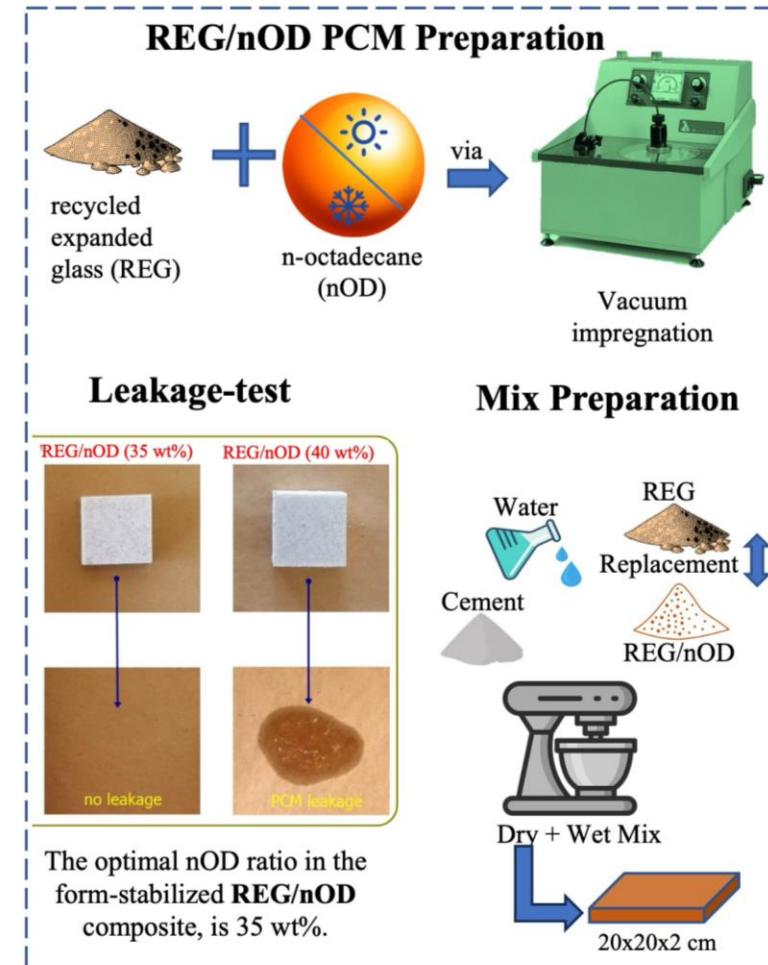 REG/nOD PCM Preparation
recycled
expanded
glass (REG)
n-octadecane
(nOD)
via
Vacuum
impregnation
Leakage-test
REG/nOD (35 wt%)
REG/nOD (40 wt%)
no leakage
PCM leakage
The optimal nOD ratio in the
form-stabilized REG/nOD
composite, is 35 wt%.
Mix Preparation
Water
REG
Replacement
Cement
REG/nOD
Dry + Wet Mix
20x20x2 cm